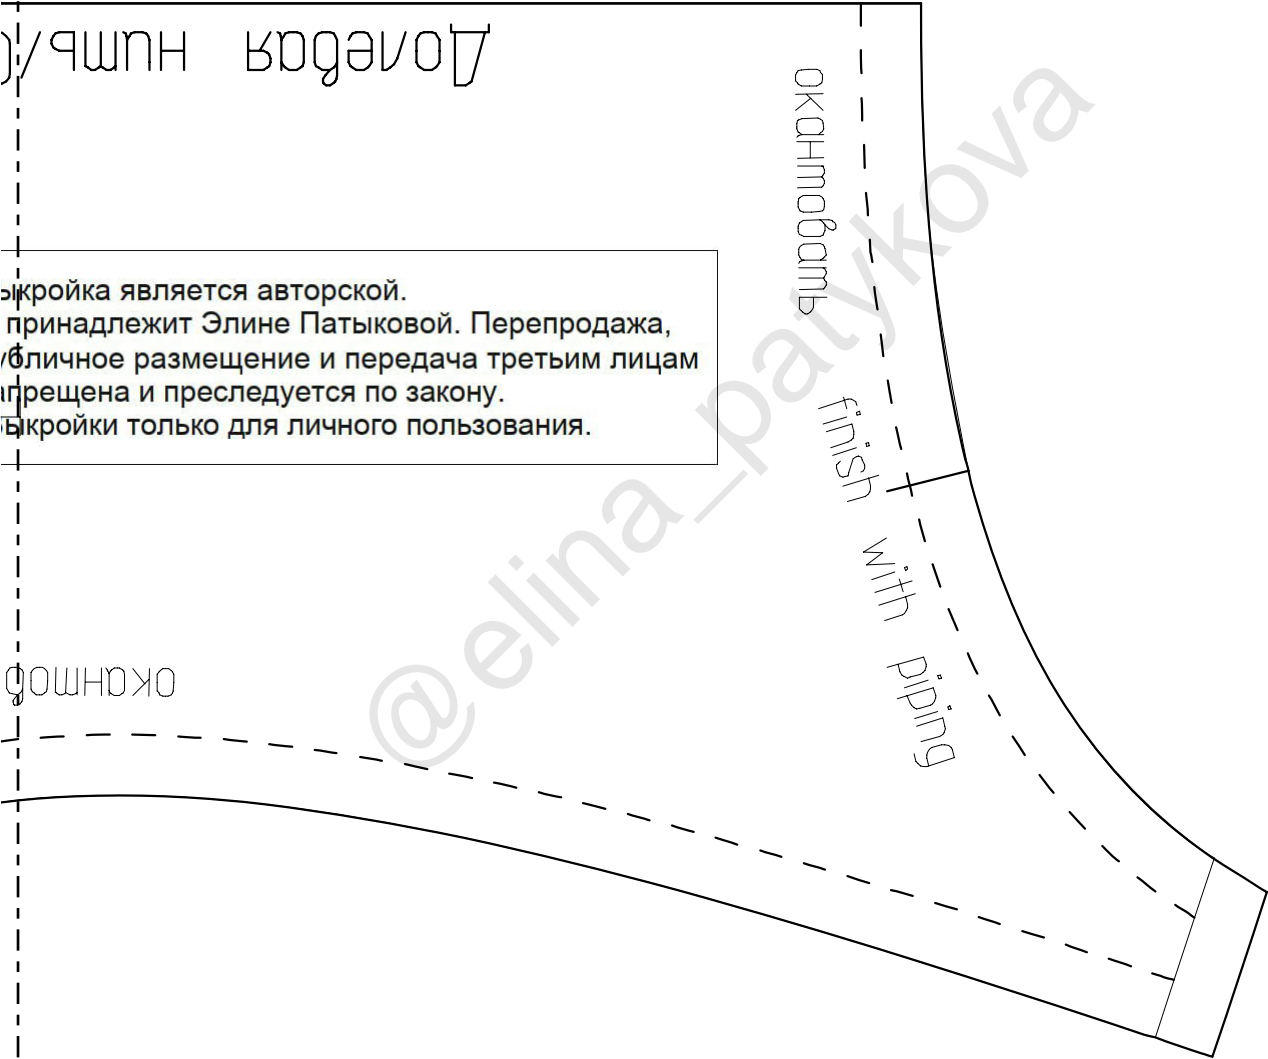 Долевая нить/
окантовать
ыкройка является авторской.
принадлежит Элине Патыковой. Перепродажа,
убличное размещение и передача третьим лицам
апрещена и преследуется по закону.
ыкройки только для личного пользования.
finish with piping
окантов
@elina_patykova